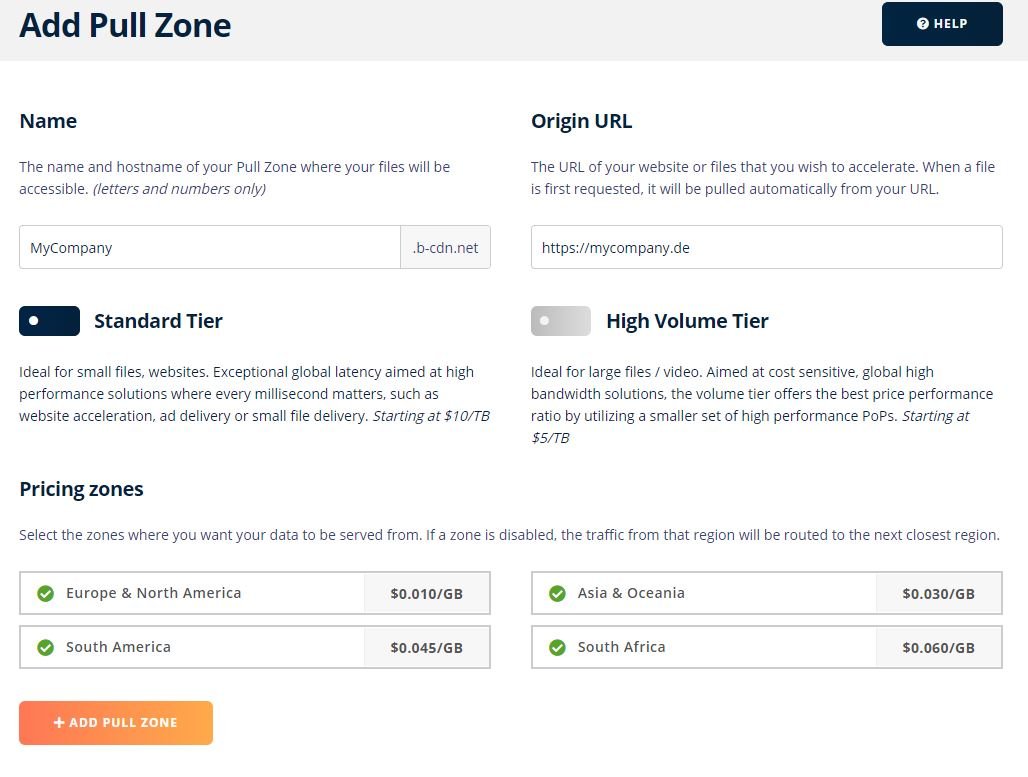 Add Pull Zone
HELP
Name
The name and hostname of your Pull Zone where your files will be
accessible. (letters and numbers only)
MyCompany
.b-cdn.net
Origin URL
The URL of your website or files that you wish to accelerate. When a file
is first requested, it will be pulled automatically from your URL.
https://mycompany.de
Standard Tier
Ideal for small files, websites. Exceptional global latency aimed at high
performance solutions where every millisecond matters, such as
website acceleration, ad delivery or small file delivery. Starting at $10/TB
High Volume Tier
Ideal for large files / video. Aimed at cost sensitive, global high
bandwidth solutions, the volume tier offers the best price performance
ratio by utilizing a smaller set of high performance PoPs. Starting at
$5/TB
Pricing zones
Select the zones where you want your data to be served from. If a zone is disabled, the traffic from that region will be routed to the next closest region.
Europe & North America
$0.010/GB
Asia & Oceania
$0.030/GB
South America
$0.045/GB
South Africa
$0.060/GB
+ ADD PULL ZONE